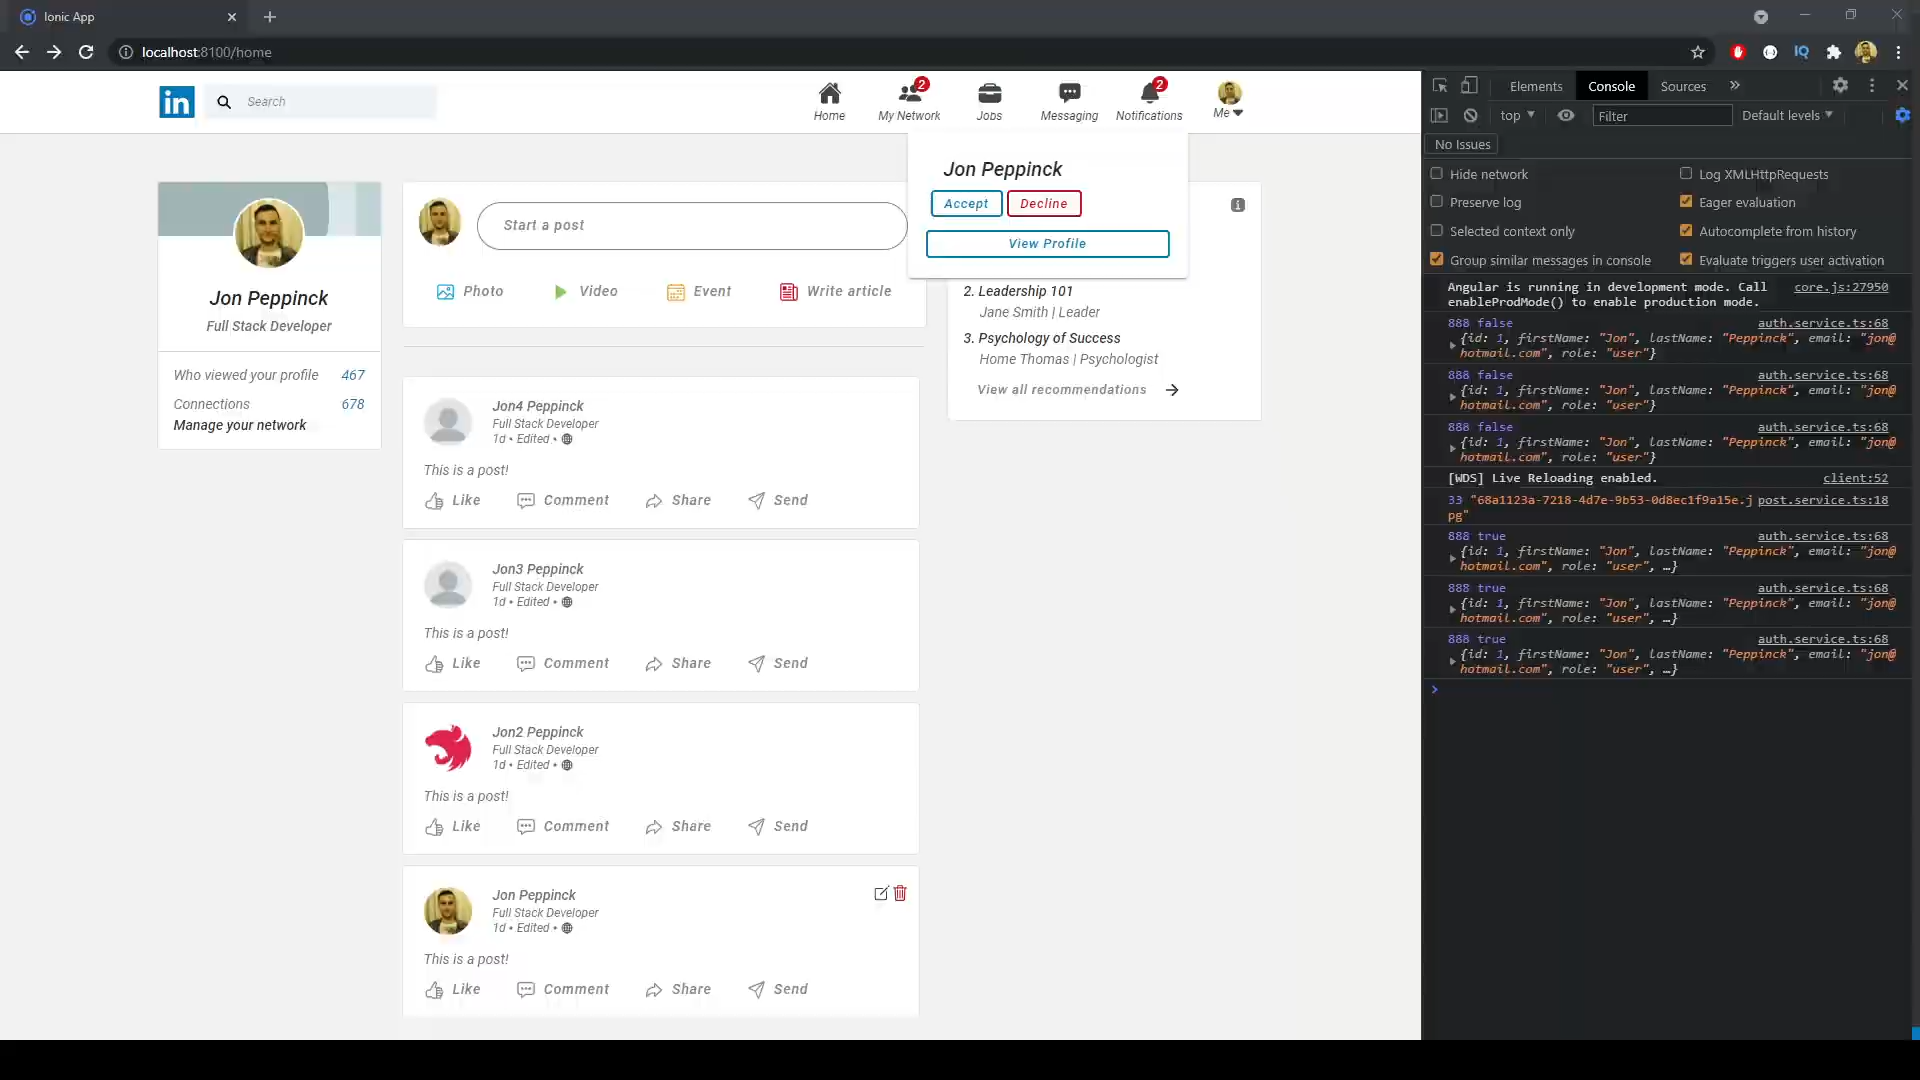 Ionic App
localhost:8100/home
in
Search
Home
My Network
2
Jobs
Messaging
Notifications
2
Me
Jon Peppinck
Accept
Decline
View Profile
Jon Peppinck
Full Stack Developer
Who viewed your profile 467
Connections 678
Manage your network
Start a post
Photo
Video
Event
Write article
2. Leadership 101
Jane Smith | Leader
3. Psychology of Success
Home Thomas | Psychologist
View all recommendations
Jon4 Peppinck
Full Stack Developer
1d • Edited •
This is a post!
Like Comment Share Send
Jon3 Peppinck
Full Stack Developer
1d • Edited •
This is a post!
Like Comment Share Send
Jon2 Peppinck
Full Stack Developer
1d • Edited •
This is a post!
Like Comment Share Send
Jon Peppinck
Full Stack Developer
1d • Edited •
This is a post!
Like Comment Share Send
Elements Console Sources
top Filter Default levels
No Issues
Hide network Log XMLHttpRequests
Preserve log Eager evaluation
Selected context only Autocomplete from history
Group similar messages in console Evaluate triggers user activation
Angular is running in development mode. Call core.js:27950
enableProdMode() to enable production mode.
888 false auth.service.ts:68
{id: 1, firstName: "Jon", lastName: "Peppinck", email: "jon@
hotmail.com", role: "user"}
888 false auth.service.ts:68
{id: 1, firstName: "Jon", lastName: "Peppinck", email: "jon@
hotmail.com", role: "user"}
888 false auth.service.ts:68
{id: 1, firstName: "Jon", lastName: "Peppinck", email: "jon@
hotmail.com", role: "user"}
[WDS] Live Reloading enabled. client:52
33 "68a1123a-7218-4d7e-9b53-0d8ec1f9a15e.j post.service.ts:18
pg"
888 true auth.service.ts:68
{id: 1, firstName: "Jon", lastName: "Peppinck", email: "jon@
hotmail.com", role: "user", …}
888 true auth.service.ts:68
{id: 1, firstName: "Jon", lastName: "Peppinck", email: "jon@
hotmail.com", role: "user", …}
888 true auth.service.ts:68
{id: 1, firstName: "Jon", lastName: "Peppinck", email: "jon@
hotmail.com", role: "user", …}